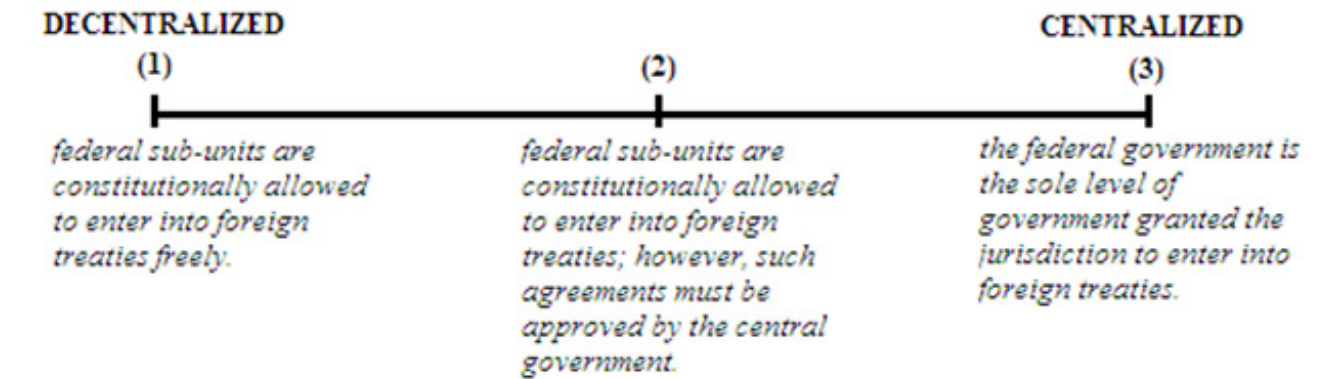 DECENTRALIZED
(1)
federal sub-units are
constitutionally allowed
to enter into foreign
treaties freely.
(2)
federal sub-units are
constitutionally allowed
to enter into foreign
treaties; however, such
agreements must be
approved by the central
government.
CENTRALIZED
(3)
the federal government is
the sole level of
government granted the
jurisdiction to enter into
foreign treaties.